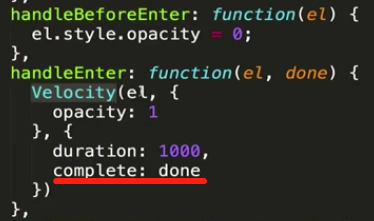 handleBeforeEnter: function(el) {
el.style.opacity = 0;
},
handleEnter: function(el, done) {
Velocity(el, {
opacity: 1
}, {
duration: 1000,
complete: done
})
},